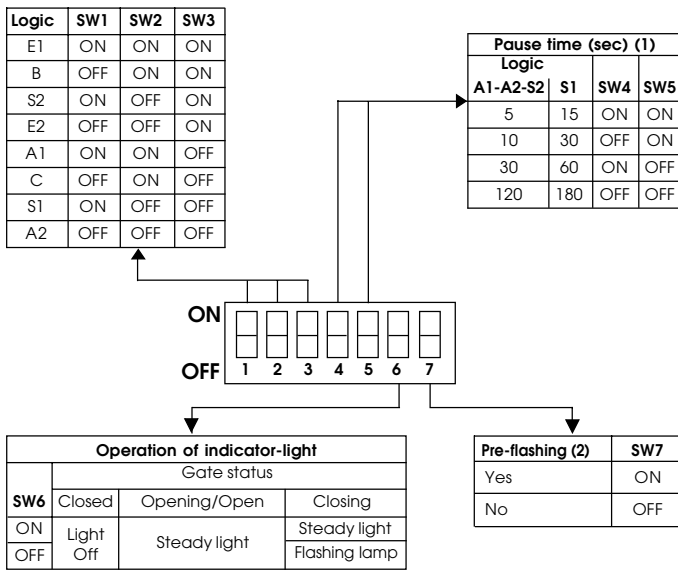 Logic SW1 SW2 SW3
E1 ON ON ON
B OFF ON ON
S2 ON OFF ON
E2 OFF OFF ON
A1 ON ON OFF
C OFF ON OFF
S1 ON OFF OFF
A2 OFF OFF OFF
Pause time (sec) (1)
Logic
A1-A2-S2 S1 SW4 SW5
5 15 ON ON
10 30 OFF ON
30 60 ON OFF
120 180 OFF OFF
ON
OFF 1 2 3 4 5 6 7
Operation of indicator-light
Gate status
SW6 Closed Opening/Open Closing
ON Light Off Steady light Steady light
OFF Flashing lamp
Pre-flashing (2) SW7
Yes ON
No OFF